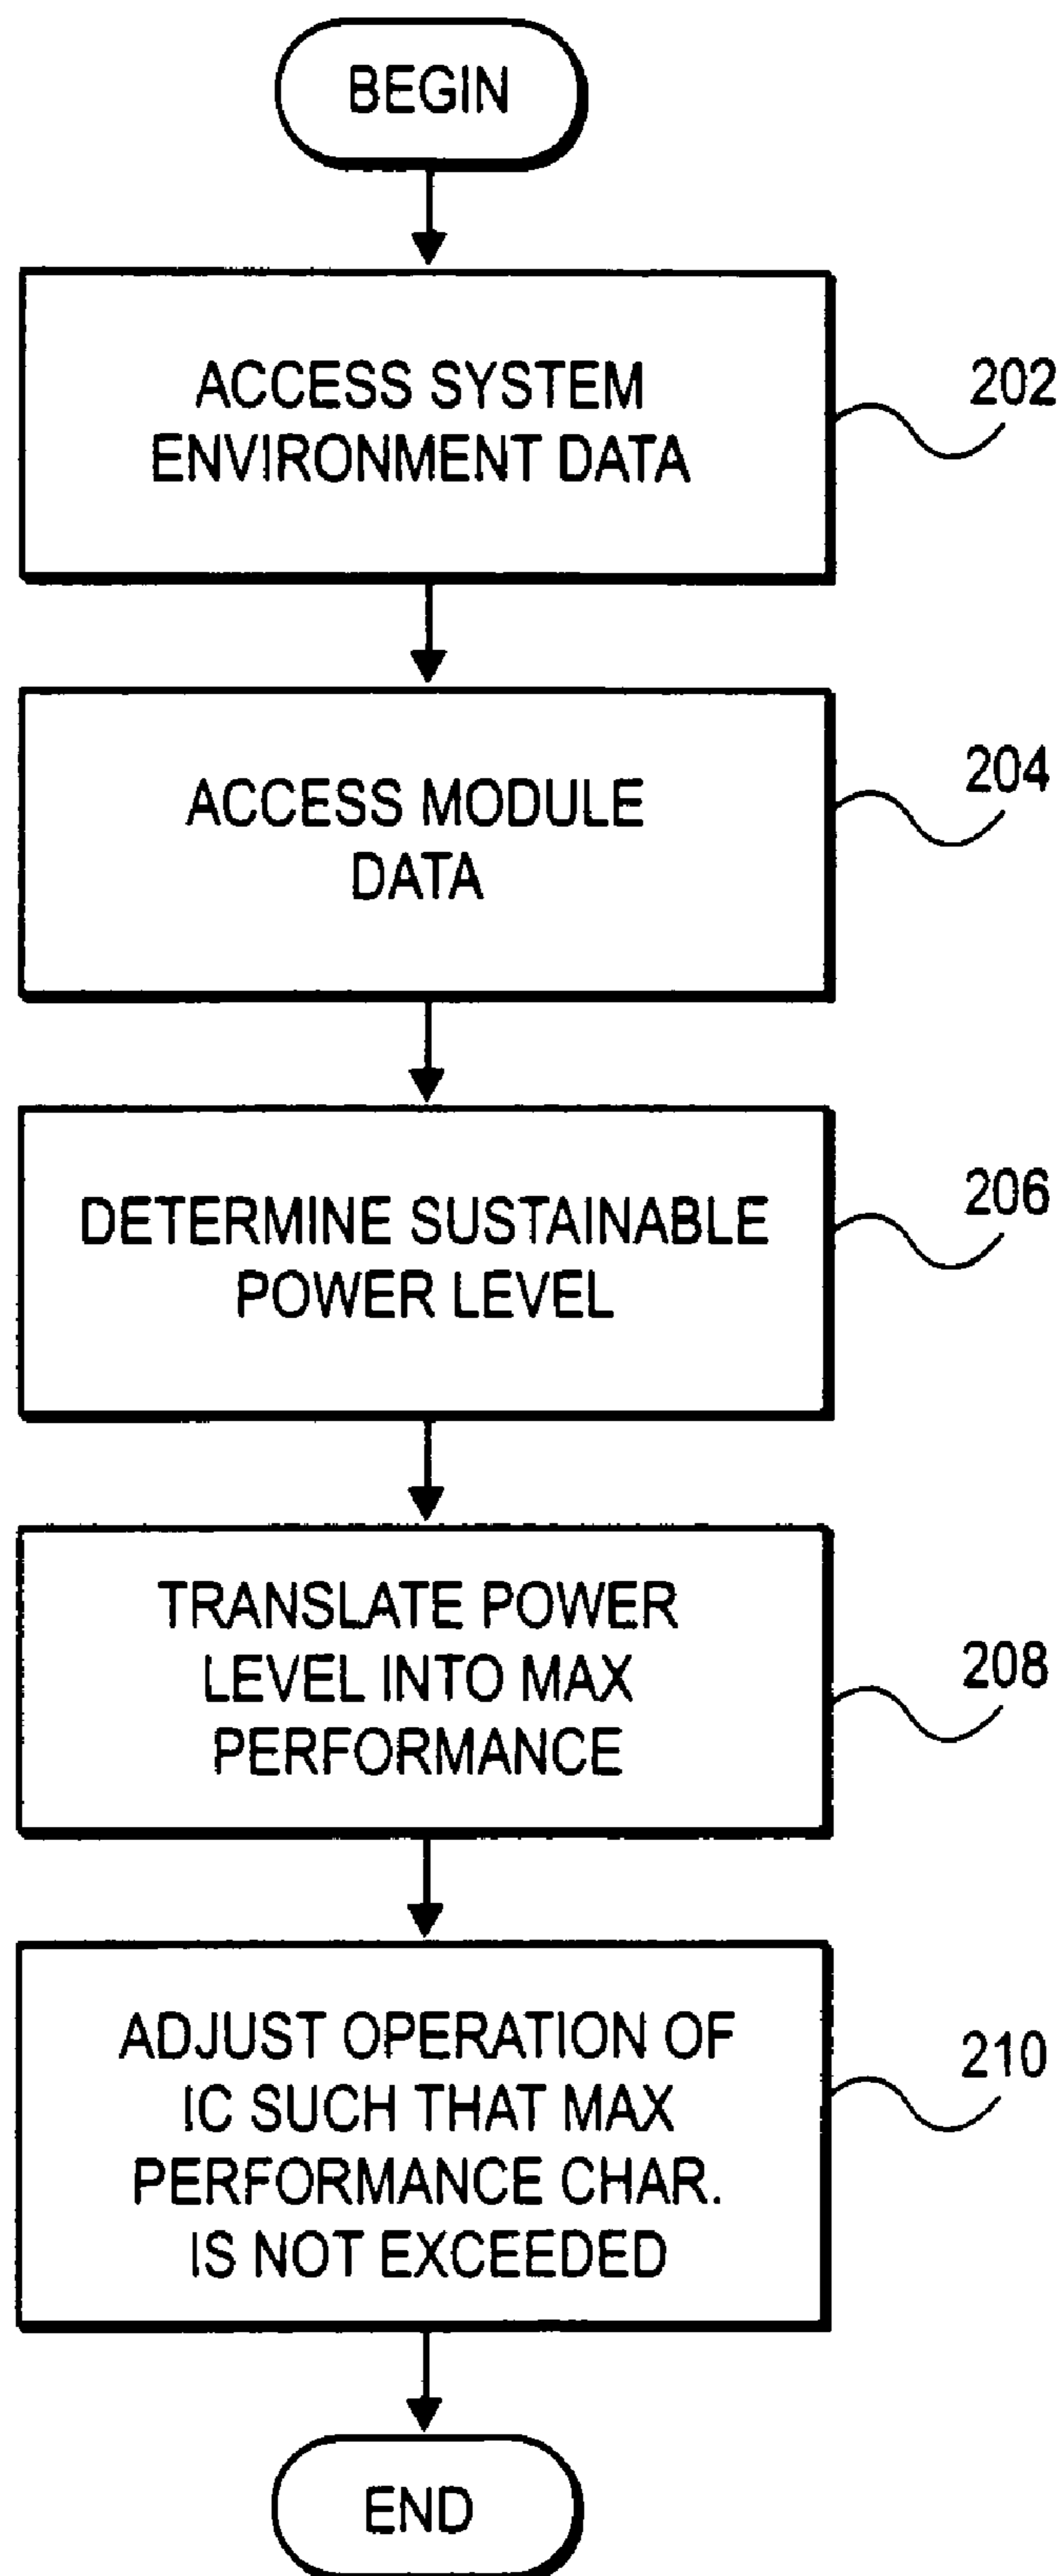 BEGIN
ACCESS SYSTEM
ENVIRONMENT DATA
202
ACCESS MODULE
DATA
204
DETERMINE SUSTAINABLE
POWER LEVEL
206
TRANSLATE POWER
LEVEL INTO MAX
PERFORMANCE
208
ADJUST OPERATION OF
IC SUCH THAT MAX
PERFORMANCE CHAR.
IS NOT EXCEEDED
210
END